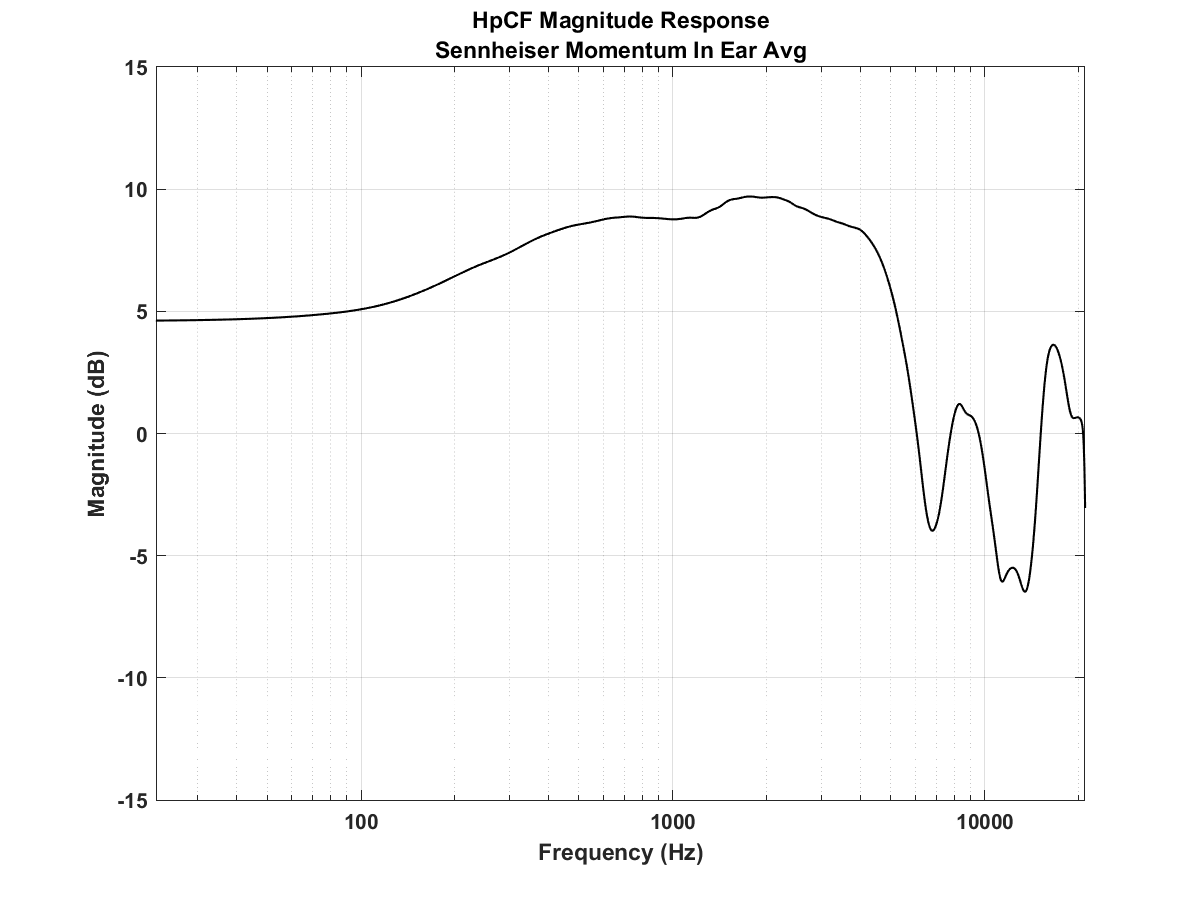 HpCF Magnitude Response
Sennheiser Momentum In Ear Avg
15
10
5
0
-5
-10
-15
Magnitude (dB)
100
1000
10000
Frequency (Hz)